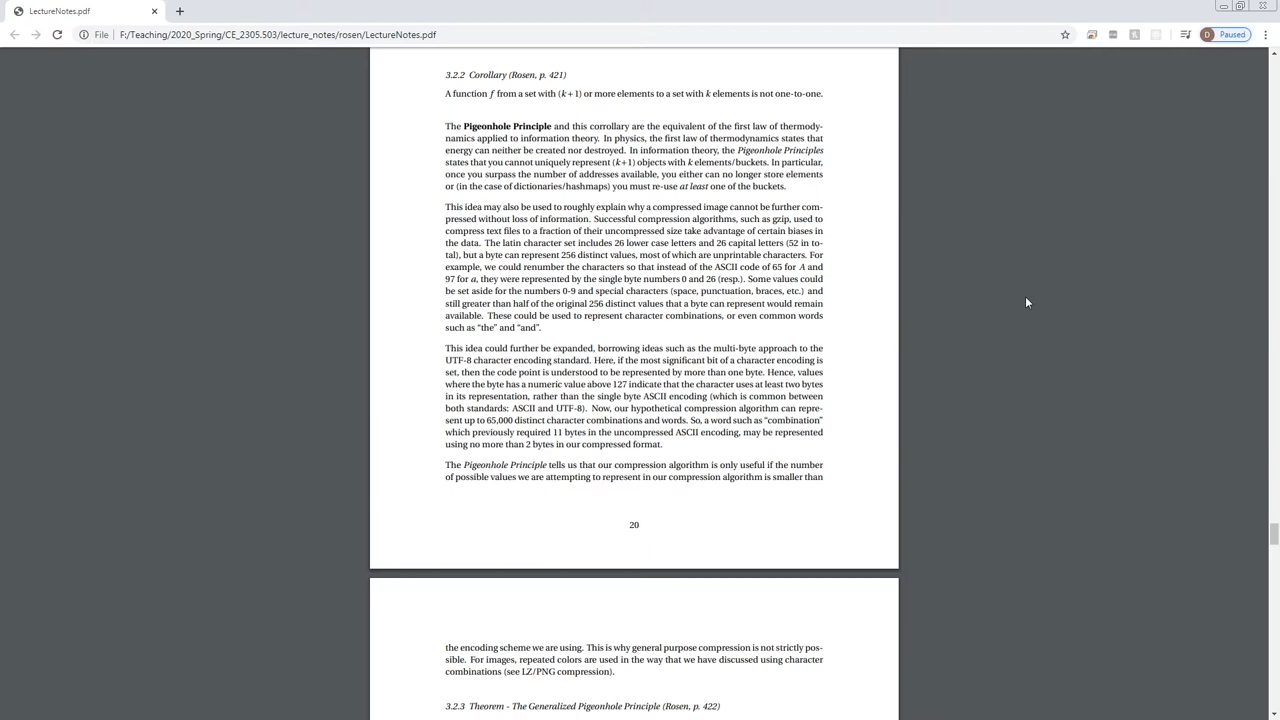 LectureNotes.pdf
File F:/Teaching/2020_Spring/CE_2305.503/lecture_notes/rosen/LectureNotes.pdf
D Paused
3.2.2 Corollary (Rosen, p. 421)
A function f from a set with (k+1) or more elements to a set with k elements is not one-to-one.
The Pigeonhole Principle and this corrollary are the equivalent of the first law of thermody-
namics applied to information theory. In physics, the first law of thermodynamics states that
energy can neither be created nor destroyed. In information theory, the Pigeonhole Principles
states that you cannot uniquely represent (k+1) objects with k elements/buckets. In particular,
once you surpass the number of addresses available, you either can no longer store elements
or (in the case of dictionaries/hashmaps) you must re-use at least one of the buckets.
This idea may also be used to roughly explain why a compressed image cannot be further com-
pressed without loss of information. Successful compression algorithms, such as gzip, used to
compress text files to a fraction of their uncompressed size take advantage of certain biases in
the data. The latin character set includes 26 lower case letters and 26 capital letters (52 in to-
tal), but a byte can represent 256 distinct values, most of which are unprintable characters. For
example, we could renumber the characters so that instead of the ASCII code of 65 for A and
97 for a, they were represented by the single byte numbers 0 and 26 (resp.). Some values could
be set aside for the numbers 0-9 and special characters (space, punctuation, braces, etc.) and
still greater than half of the original 256 distinct values that a byte can represent would remain
available. These could be used to represent character combinations, or even common words
such as “the” and “and”.
This idea could further be expanded, borrowing ideas such as the multi-byte approach to the
UTF-8 character encoding standard. Here, if the most significant bit of a character encoding is
set, then the code point is understood to be represented by more than one byte. Hence, values
where the byte has a numeric value above 127 indicate that the character uses at least two bytes
in its representation, rather than the single byte ASCII encoding (which is common between
both standards: ASCII and UTF-8). Now, our hypothetical compression algorithm can repre-
sent up to 65,000 distinct character combinations and words. So, a word such as “combination”
which previously required 11 bytes in the uncompressed ASCII encoding, may be represented
using no more than 2 bytes in our compressed format.
The Pigeonhole Principle tells us that our compression algorithm is only useful if the number
of possible values we are attempting to represent in our compression algorithm is smaller than
20
the encoding scheme we are using. This is why general purpose compression is not strictly pos-
sible. For images, repeated colors are used in the way that we have discussed using character
combinations (see LZ/PNG compression).
3.2.3 Theorem - The Generalized Pigeonhole Principle (Rosen, p. 422)